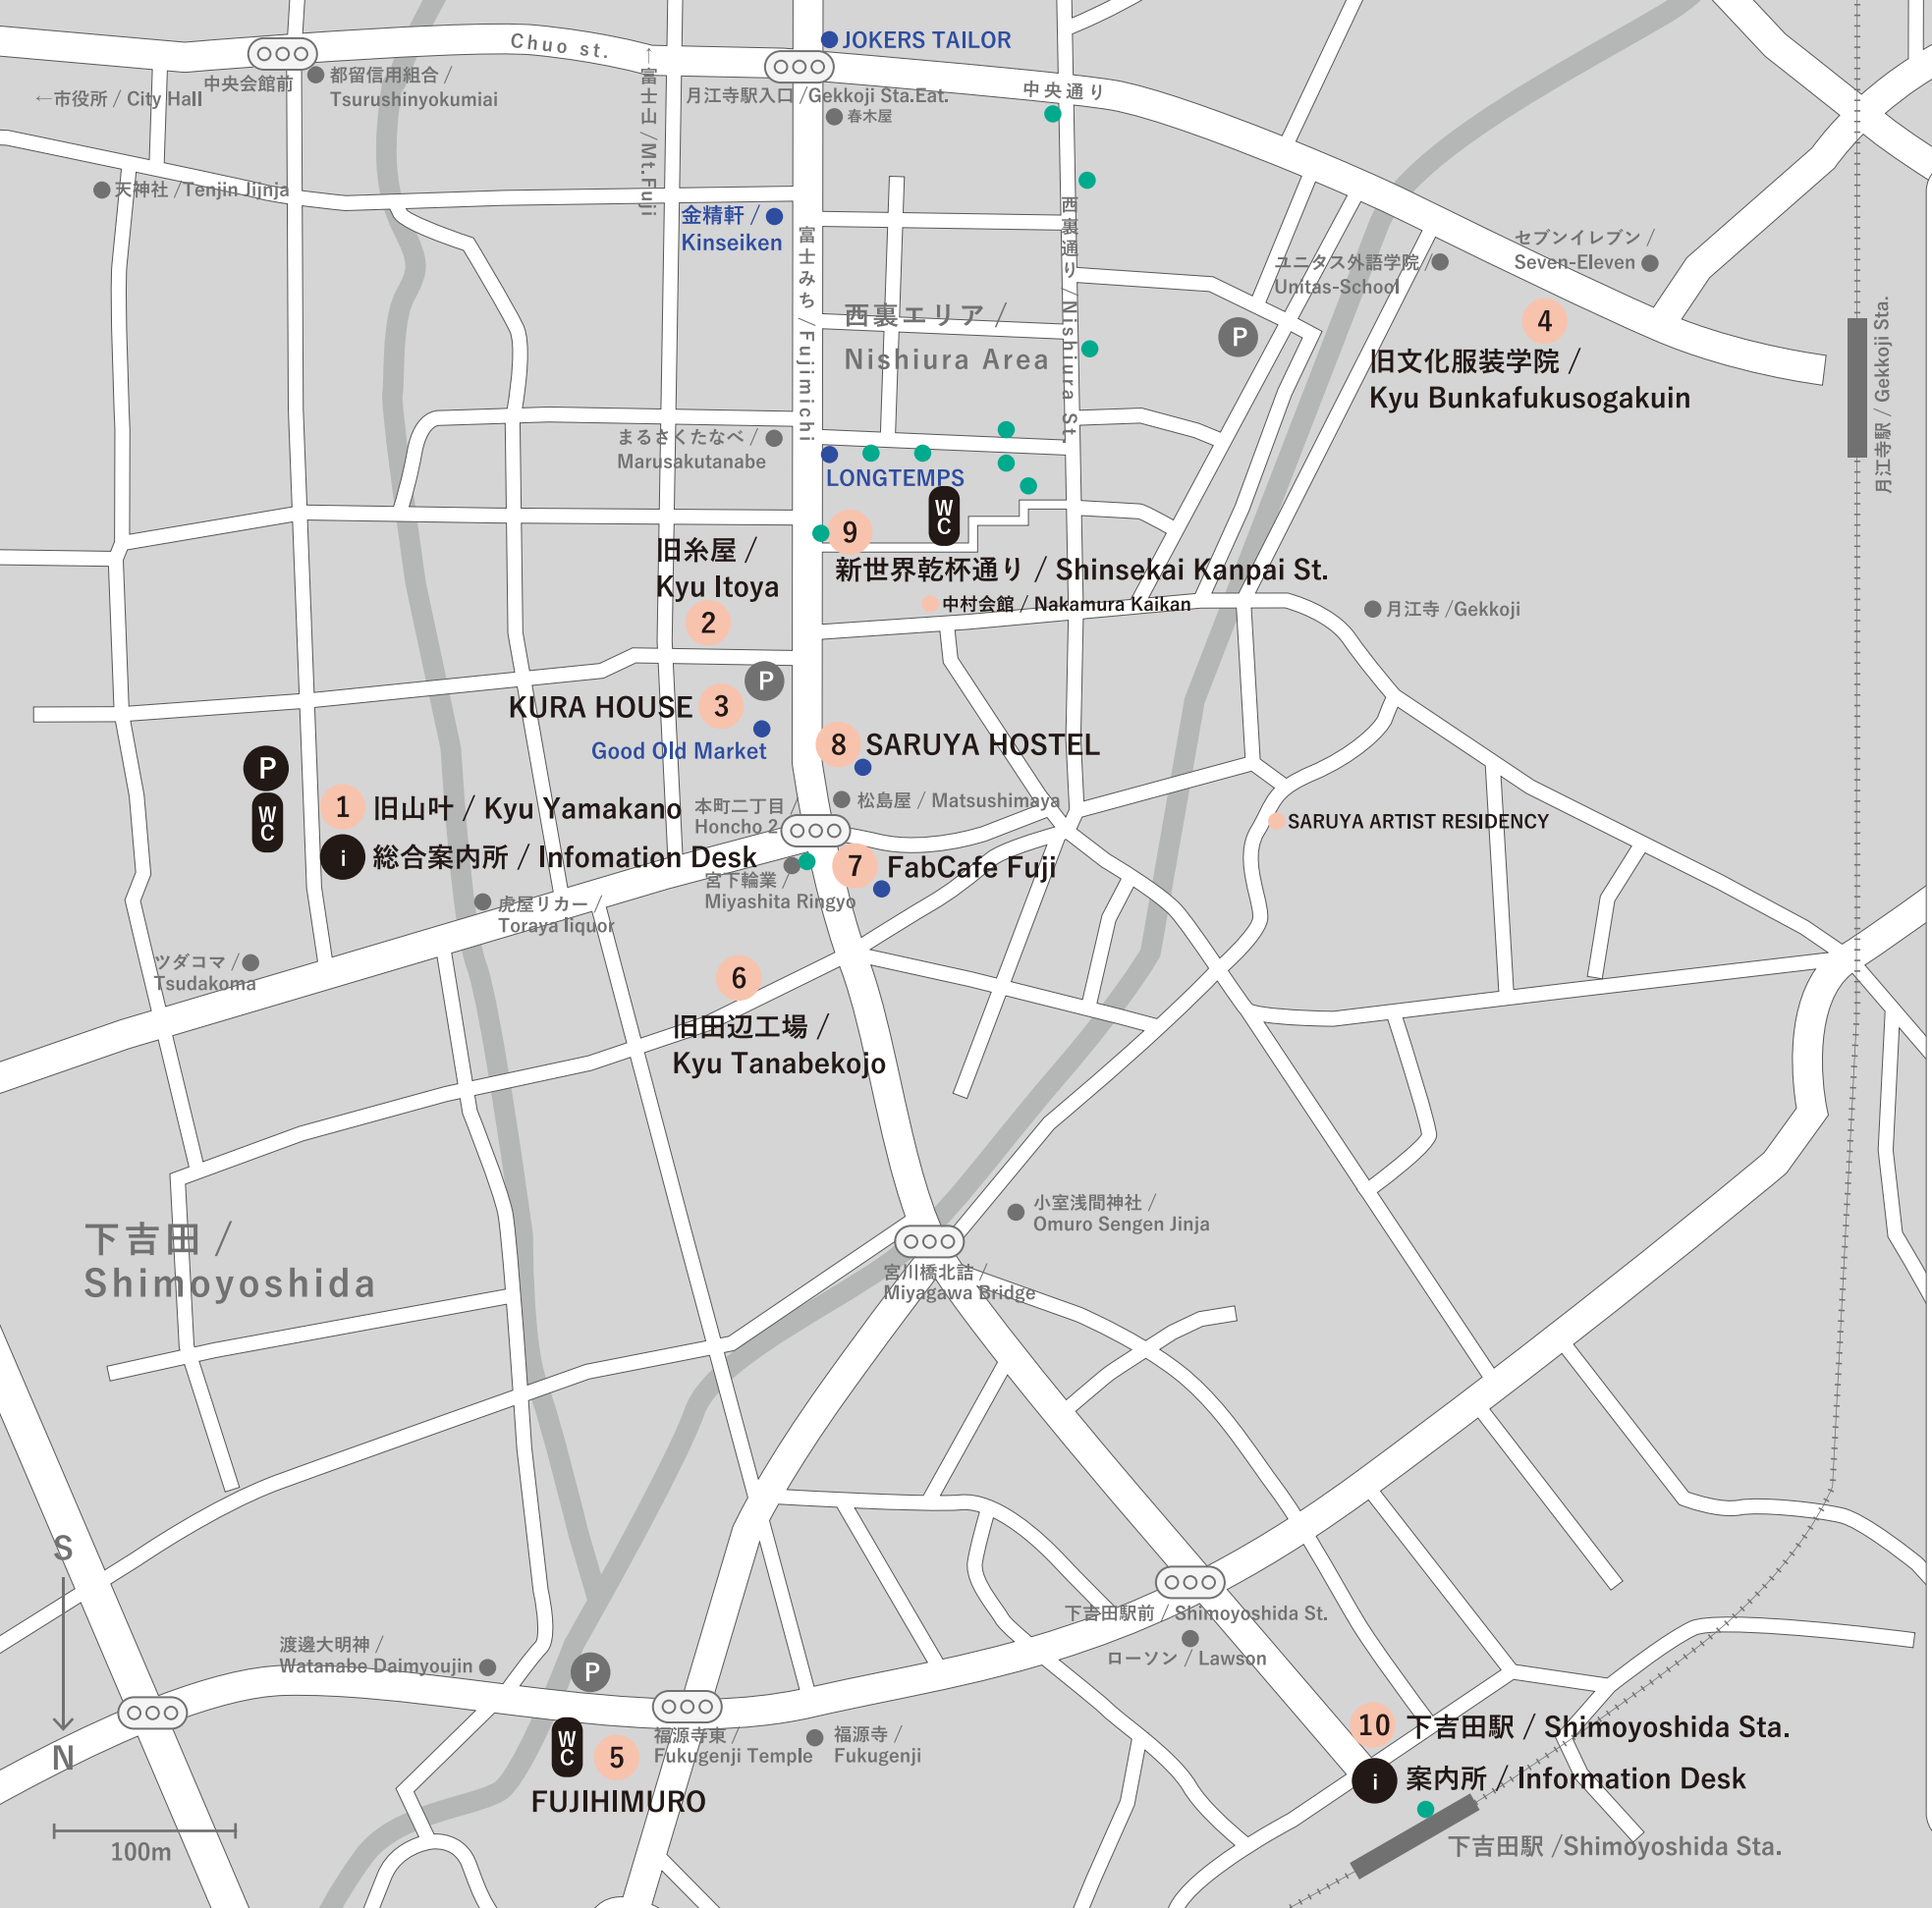 JOKERS TAILOR
Chuo st.
中央会館前
都留信用組合 /
Tsurushinyokumiai
←市役所 / City Hall
←富士山 / Mt.Fuji
月江寺駅入口 /Gekkoji Sta.Eat.
春木屋
中央通り
天神社 /Tenjin Jijnja
金精軒 /
Kinseiken
富士みち / Fujimichi
西裏通り / Nishiura St.
西裏エリア /
Nishiura Area
ユニタス外語学院 /
Unitas-School
セブンイレブン /
Seven-Eleven
P
4
旧文化服装学院 /
Kyu Bunkafukusogakuin
月江寺駅 / Gekkoji Sta.
まるさくたなべ /
Marusakutanabe
LONGTEMPS
WC
9
新世界乾杯通り / Shinsekai Kanpai St.
旧糸屋 /
Kyu Itoya
2
中村会館 / Nakamura Kaikan
月江寺 /Gekkoji
P
KURA HOUSE
3
Good Old Market
8
SARUYA HOSTEL
P
WC
1
旧山叶 / Kyu Yamakano
本町二丁目 /
Honcho 2
松島屋 / Matsushimaya
SARUYA ARTIST RESIDENCY
i
総合案内所 / Infomation Desk
7
FabCafe Fuji
宮下輪業 /
Miyashita Ringyo
虎屋リカー /
Toraya liquor
ツダコマ /
Tsudakoma
6
旧田辺工場 /
Kyu Tanabekojo
小室浅間神社 /
Omuro Sengen Jinja
下吉田 /
Shimoyoshida
宮川橋北詰 /
Miyagawa Bridge
S
N
100m
渡邊大明神 /
Watanabe Daimyoujin
P
WC
5
FUJIHIMURO
福源寺東 /
Fukugenji Temple
福源寺 /
Fukugenji
下吉田駅前 / Shimoyoshida St.
ローソン / Lawson
10
下吉田駅 / Shimoyoshida Sta.
i
案内所 / Information Desk
下吉田駅 /Shimoyoshida Sta.